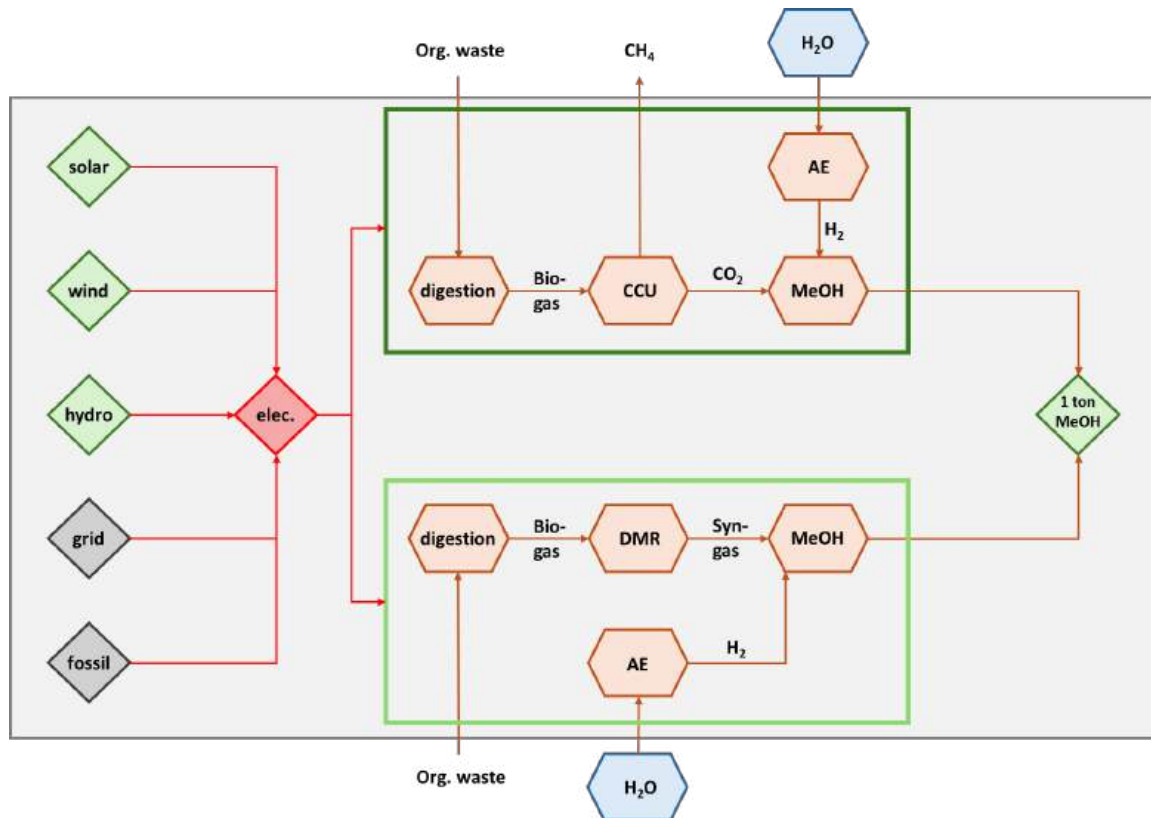 H₂O
Org. waste
CH₄
solar
AE
H₂
wind
digestion
Bio-
gas
CCU
CO₂
MeOH
hydro
elec.
1 ton
MeOH
grid
digestion
Bio-
gas
DMR
Syn-
gas
MeOH
fossil
AE
H₂
Org. waste
H₂O